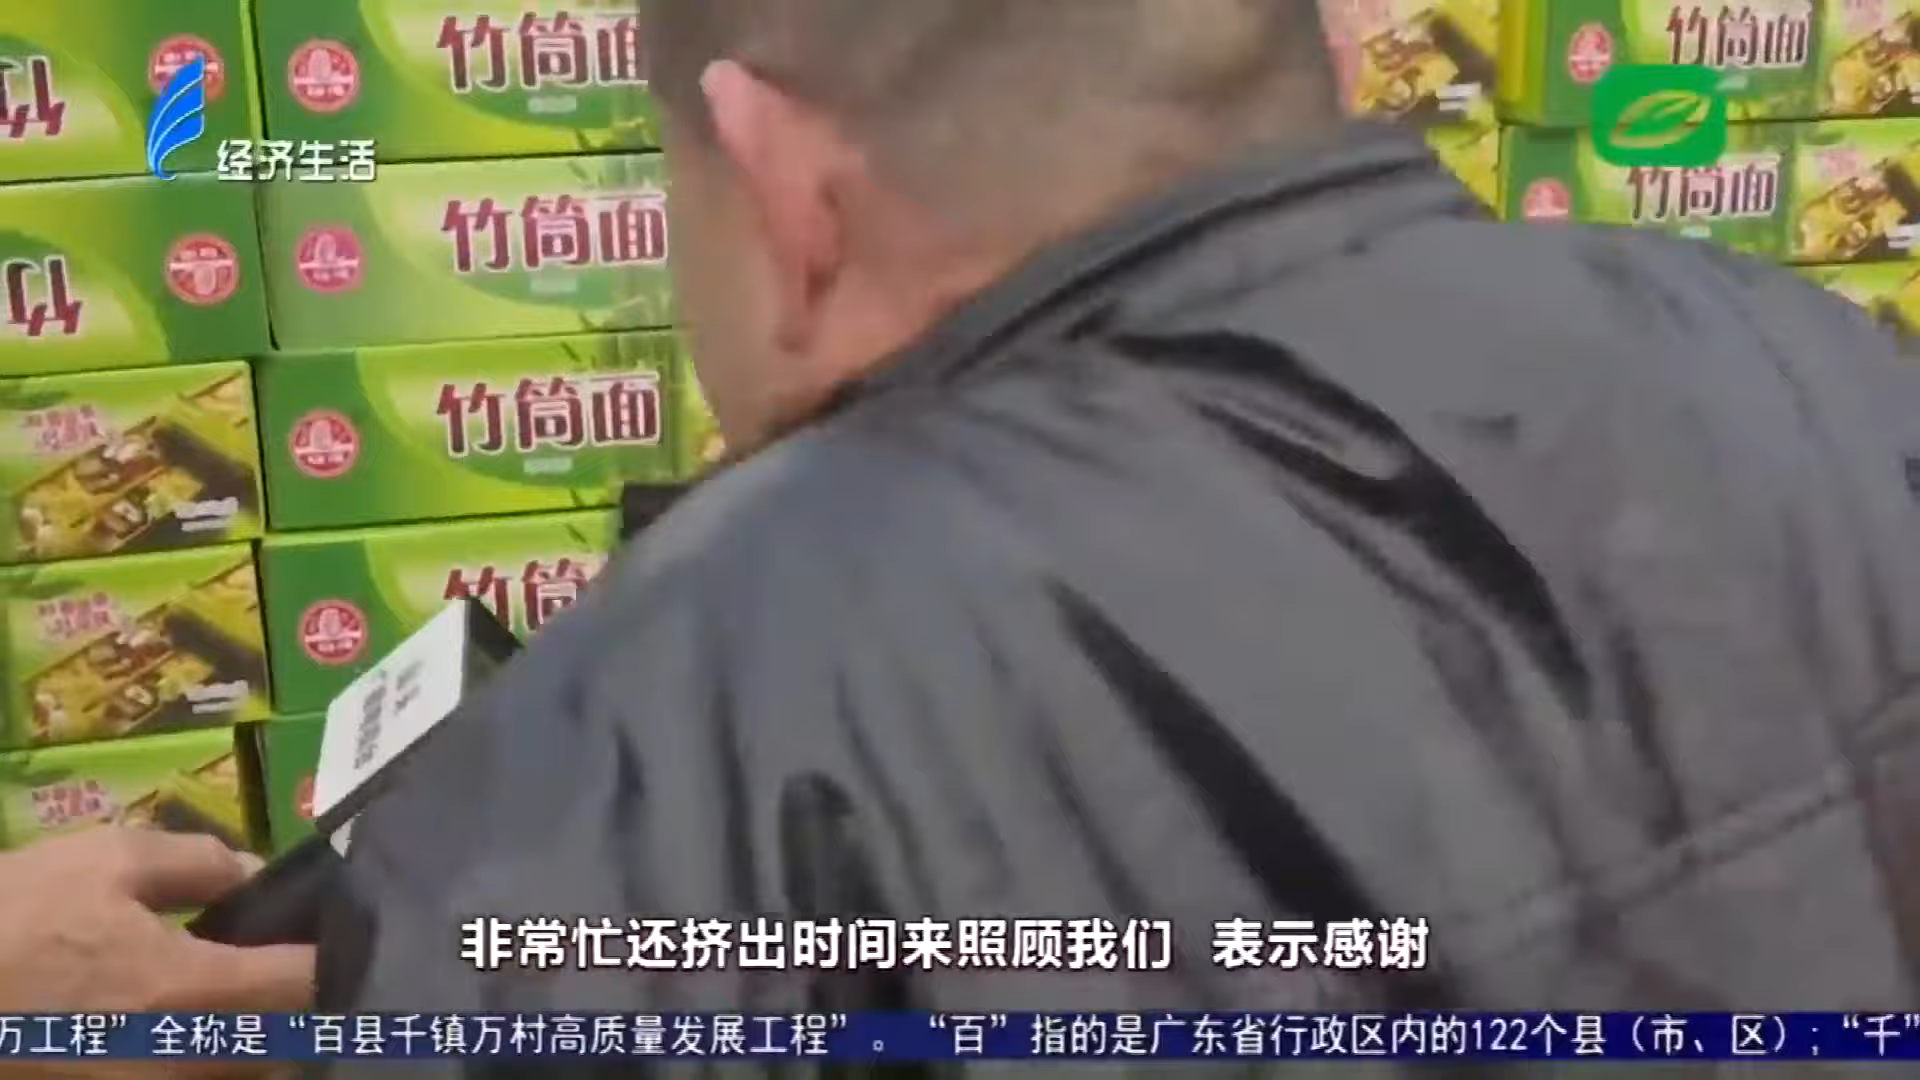 竹筒面
竹筒面
经济生活
竹筒面
竹筒面
竹筒面
竹筒
非常忙还挤出时间来照顾我们 表示感谢
万工程”全称是“百县千镇万村高质量发展工程”。“百”指的是广东省行政区内的122个县（市、区）；“千”